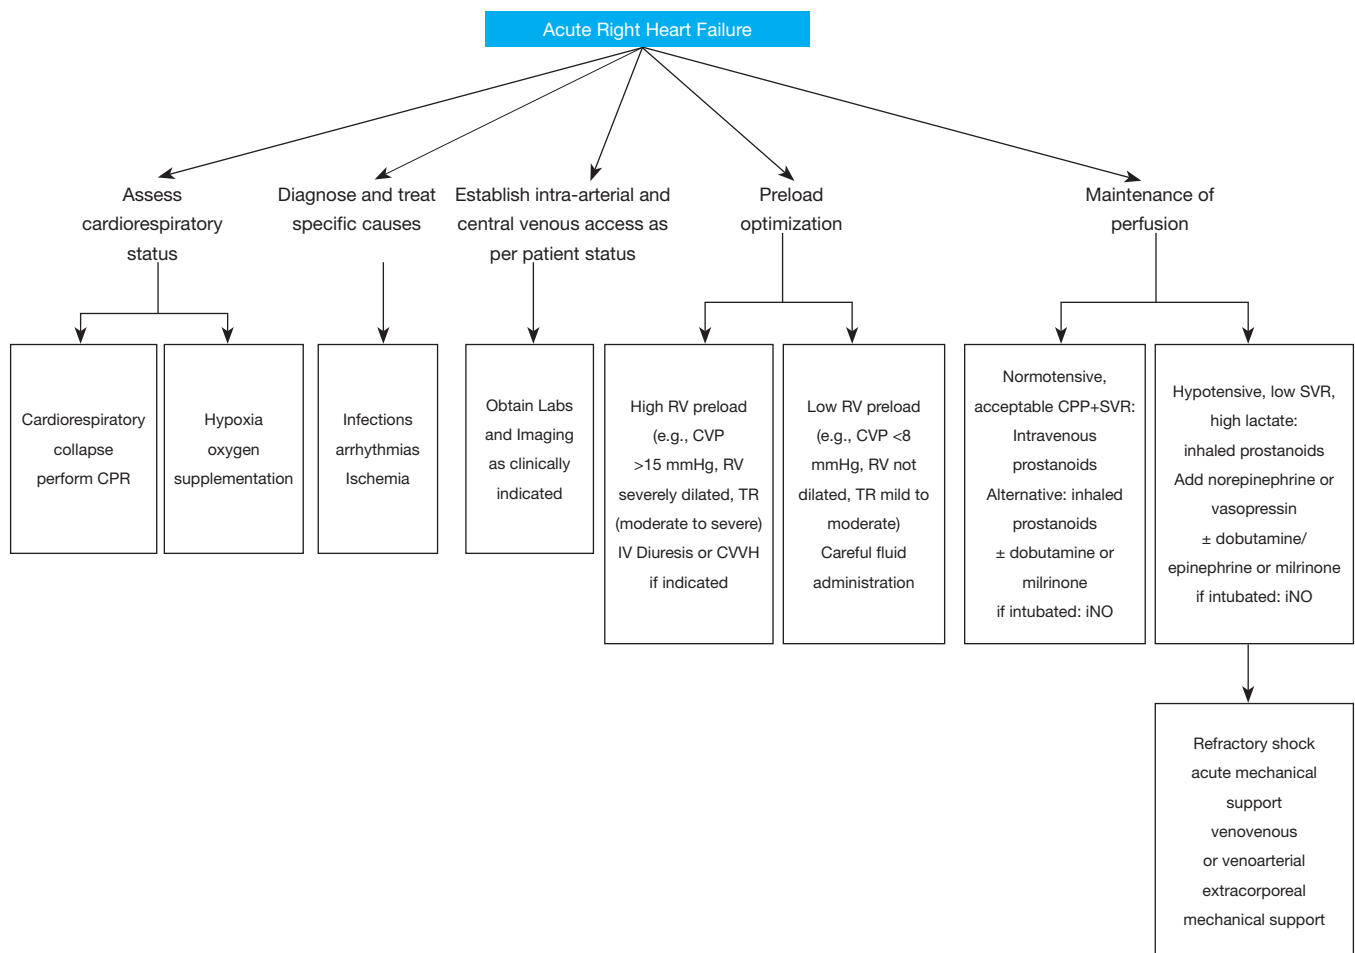 Acute Right Heart Failure
Assess
cardiorespiratory
status
Diagnose and treat
specific causes
Establish intra-arterial and
central venous access as
per patient status
Preload
optimization
Maintenance of
perfusion
Cardiorespiratory
collapse
perform CPR
Hypoxia
oxygen
supplementation
Infections
arrhythmias
Ischemia
Obtain Labs
and Imaging
as clinically
indicated
High RV preload
(e.g., CVP
>15 mmHg, RV
severely dilated, TR
(moderate to severe)
IV Diuresis or CVVH
if indicated
Low RV preload
(e.g., CVP <8
mmHg, RV not
dilated, TR mild to
moderate)
Careful fluid
administration
Normotensive,
acceptable CPP+SVR:
Intravenous
prostanoids
Alternative: inhaled
prostanoids
± dobutamine or
milrinone
if intubated: iNO
Hypotensive, low SVR,
high lactate:
inhaled prostanoids
Add norepinephrine or
vasopressin
± dobutamine/
epinephrine or milrinone
if intubated: iNO
Refractory shock
acute mechanical
support
venovenous
or venoarterial
extracorporeal
mechanical support